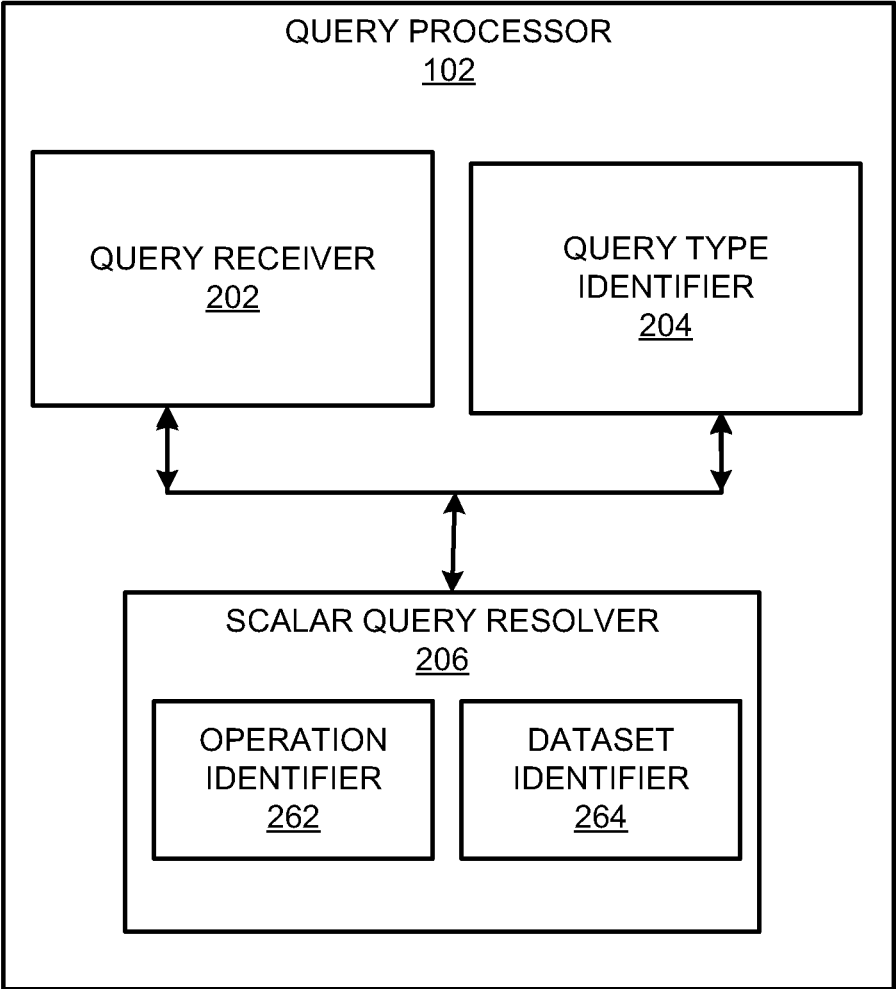 QUERY PROCESSOR
102
QUERY RECEIVER
202
QUERY TYPE
IDENTIFIER
204
SCALAR QUERY RESOLVER
206
OPERATION
IDENTIFIER
262
DATASET
IDENTIFIER
264